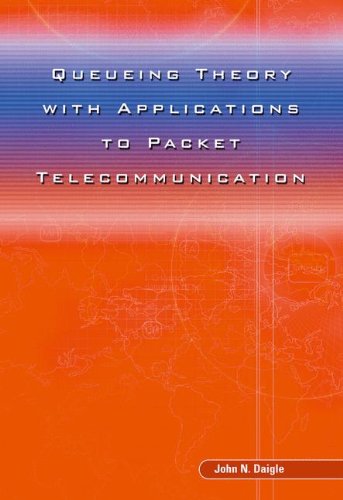 Queueing Theory
with Applications
to Packet
Telecommunication
John N. Daigle